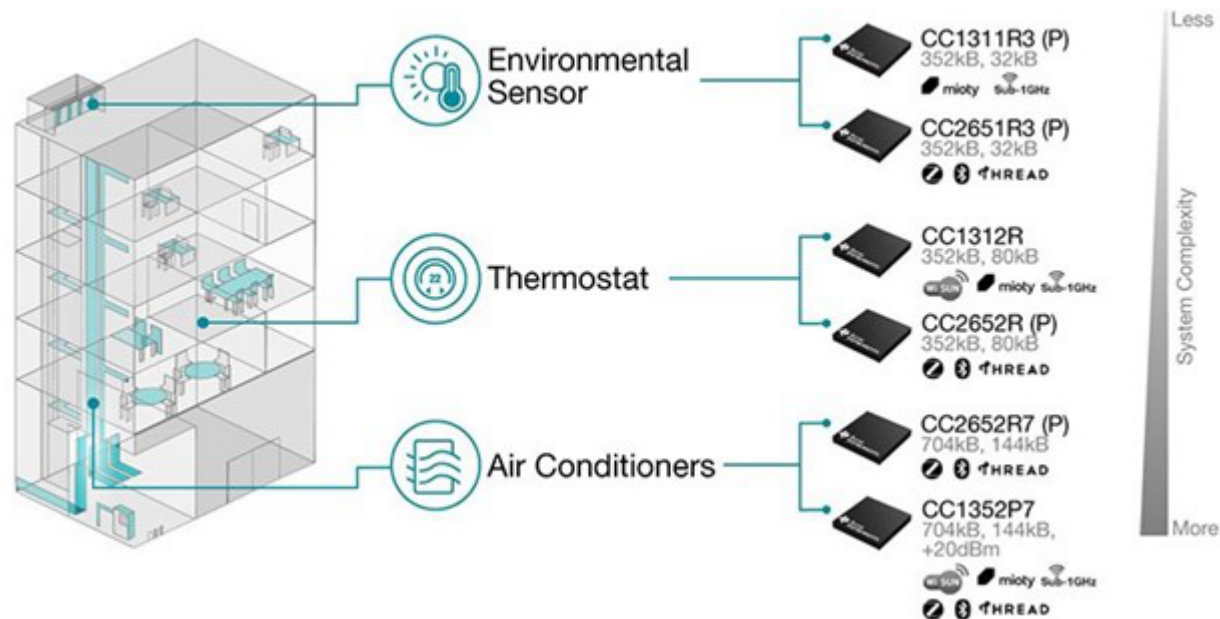 Environmental
Sensor
CC1311R3 (P)
352kB, 32kB
mioty Sub-1GHz
CC2651R3 (P)
352kB, 32kB
THREAD
Thermostat
22
CC1312R
352kB, 80kB
WI SUN mioty Sub-1GHz
CC2652R (P)
352kB, 80kB
THREAD
Air Conditioners
CC2652R7 (P)
704kB, 144kB
THREAD
CC1352P7
704kB, 144kB,
+20dBm
WI SUN mioty Sub-1GHz
THREAD
Less
System Complexity
More